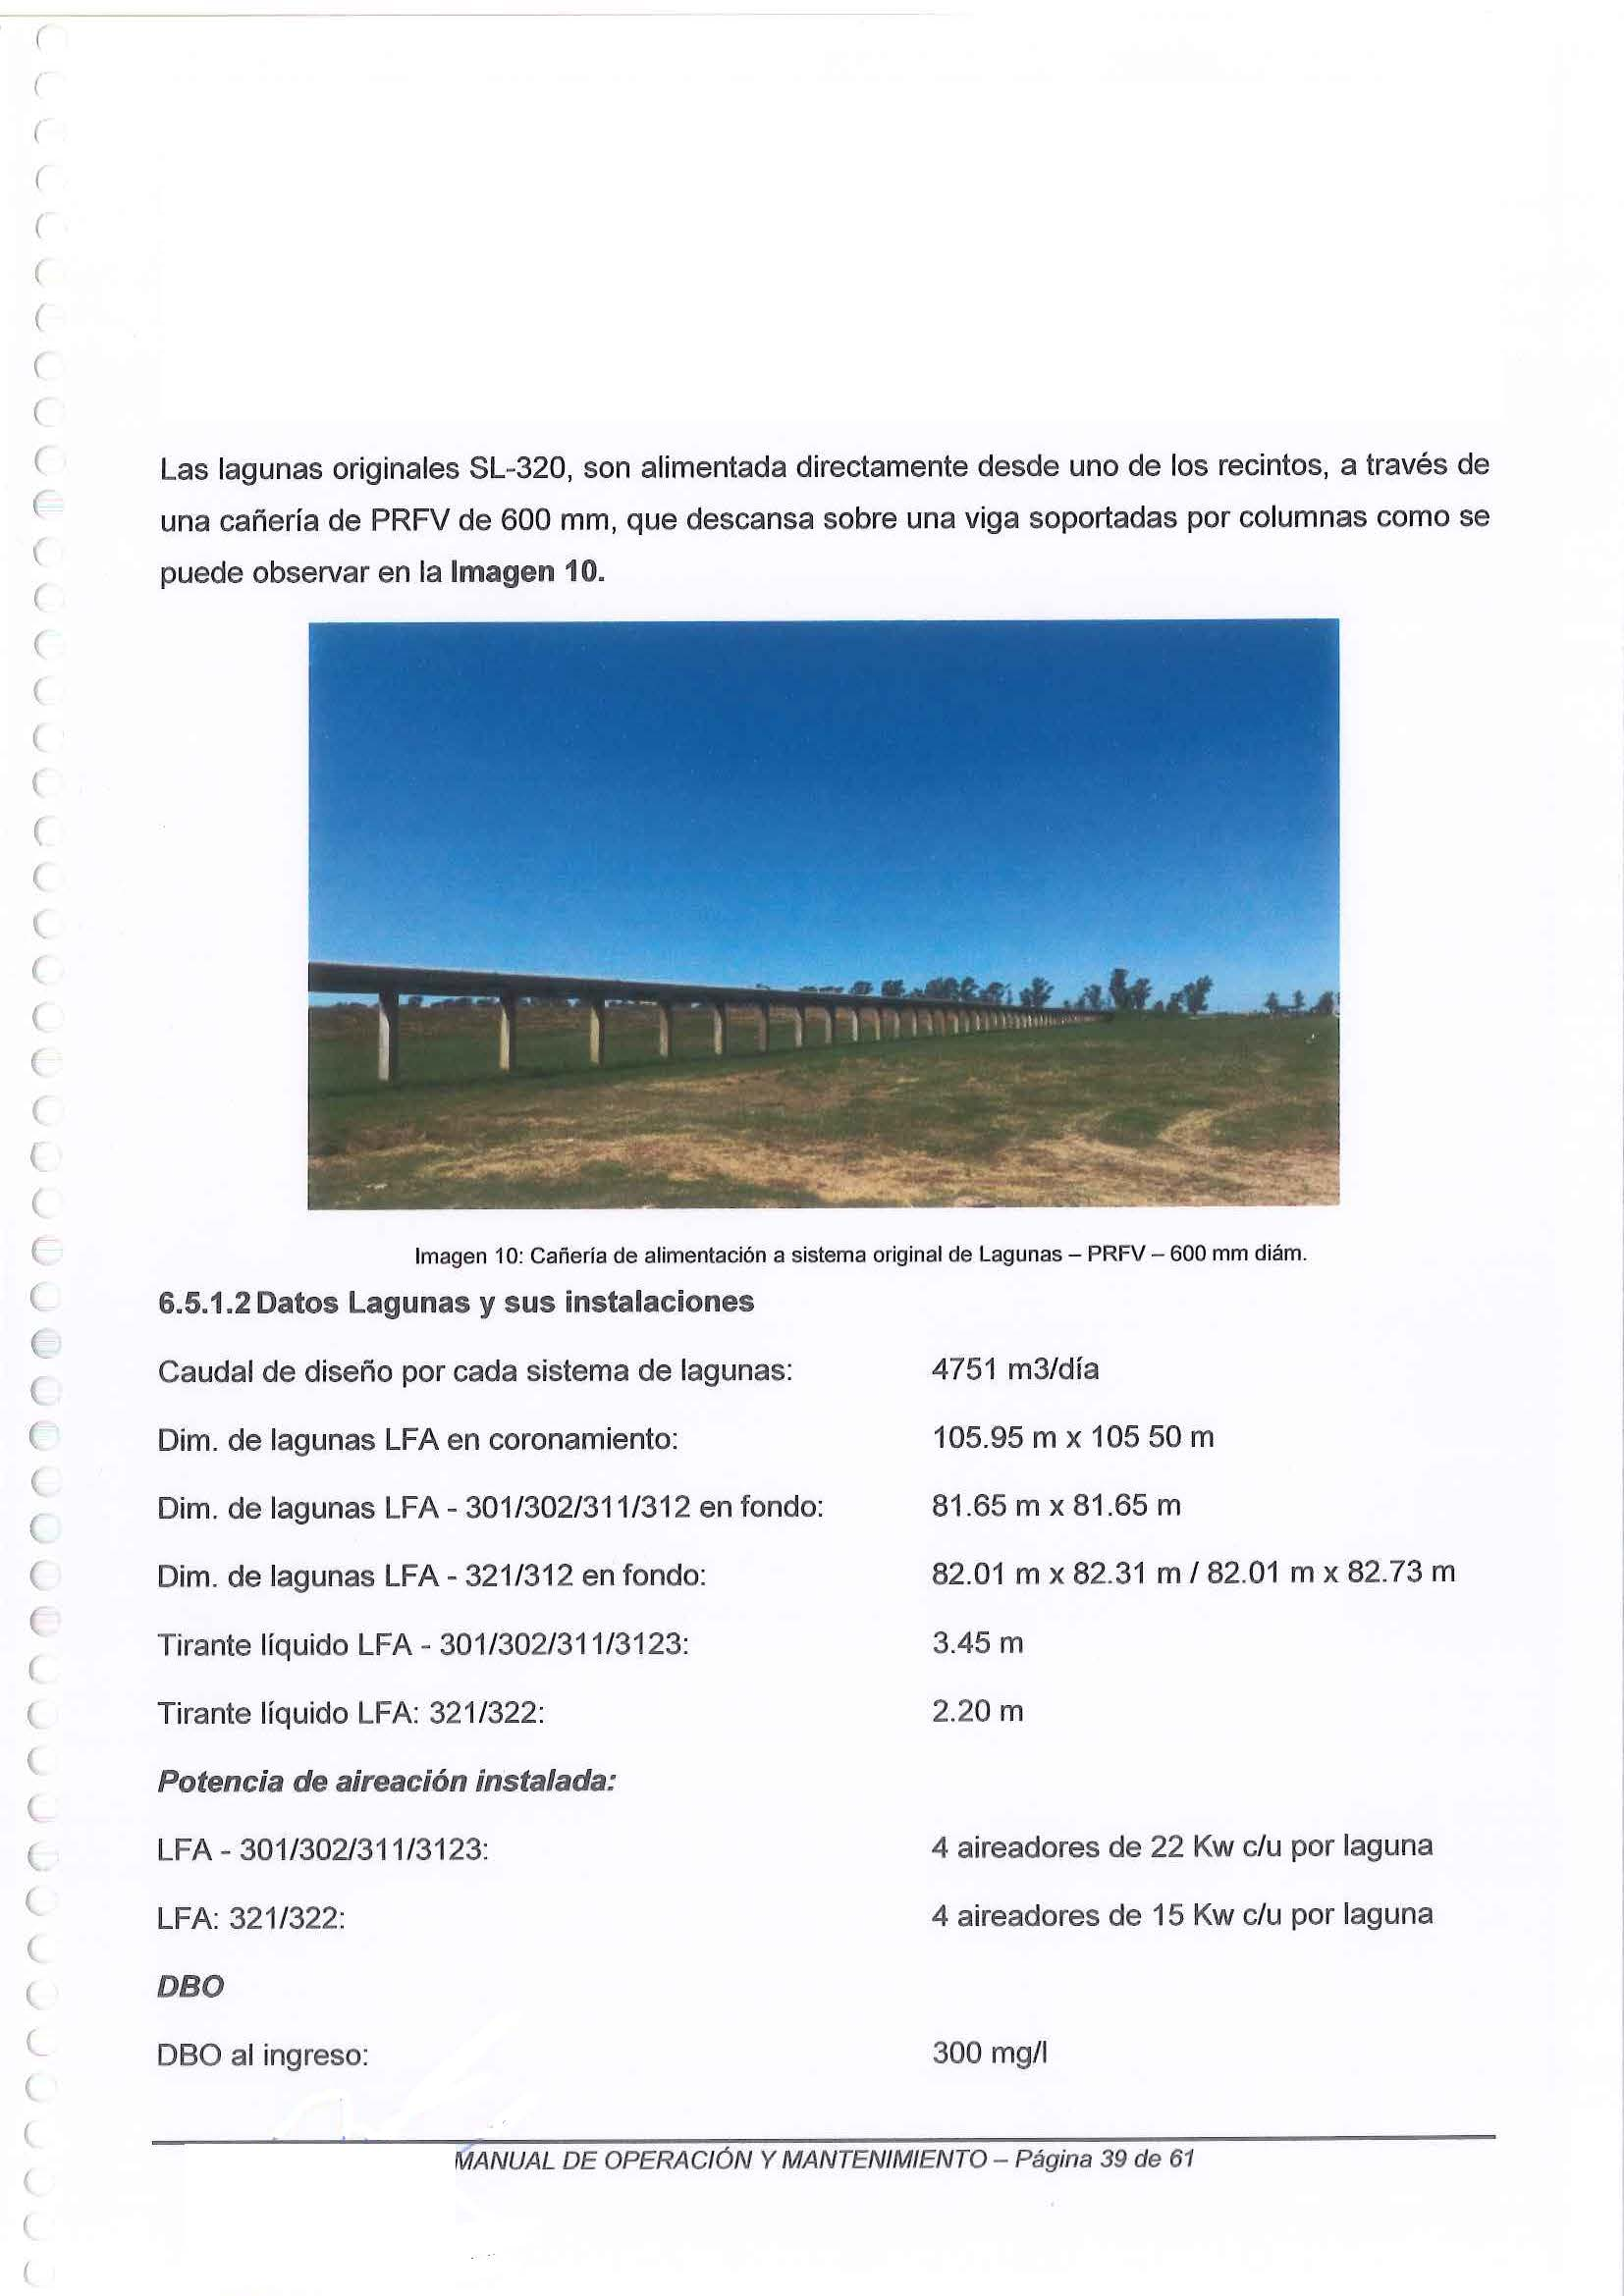 Las lagunas originales SL-320, son alimentada directamente desde uno de los recintos, a través de
una cañería de PRFV de 600 mm, que descansa sobre una viga soportadas por columnas como se
puede observar en la Imagen 10.
Imagen 10: Cañería de alimentación a sistema original de Lagunas – PRFV – 600 mm diám.
6.5.1.2 Datos Lagunas y sus instalaciones
Caudal de diseño por cada sistema de lagunas: 4751 m3/día
Dim. de lagunas LFA en coronamiento: 105.95 m x 105 50 m
Dim. de lagunas LFA - 301/302/311/312 en fondo: 81.65 m x 81.65 m
Dim. de lagunas LFA - 321/312 en fondo: 82.01 m x 82.31 m / 82.01 m x 82.73 m
Tirante líquido LFA - 301/302/311/3123: 3.45 m
Tirante líquido LFA: 321/322: 2.20 m
Potencia de aireación instalada:
LFA - 301/302/311/3123: 4 aireadores de 22 Kw c/u por laguna
LFA: 321/322: 4 aireadores de 15 Kw c/u por laguna
DBO
DBO al ingreso: 300 mg/l
MANUAL DE OPERACIÓN Y MANTENIMIENTO – Página 39 de 61